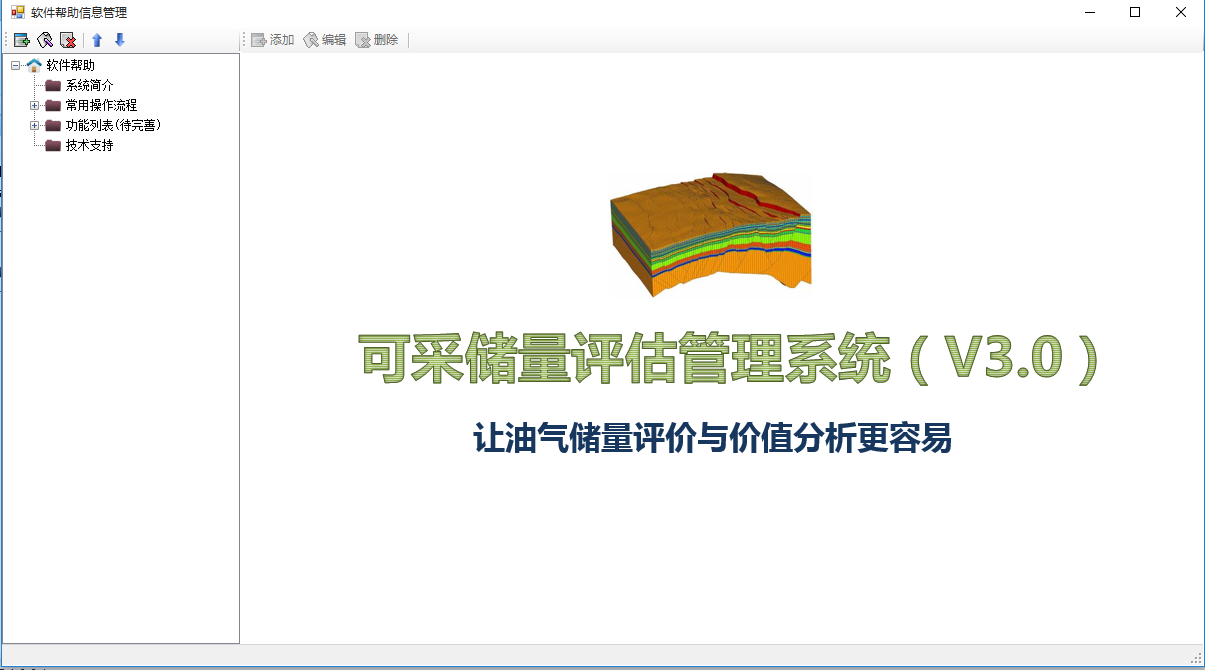 软件帮助信息管理
添加 编辑 删除
软件帮助
系统简介
常用操作流程
功能列表(待完善)
技术支持
可采储量评估管理系统（V3.0）
让油气储量评价与价值分析更容易